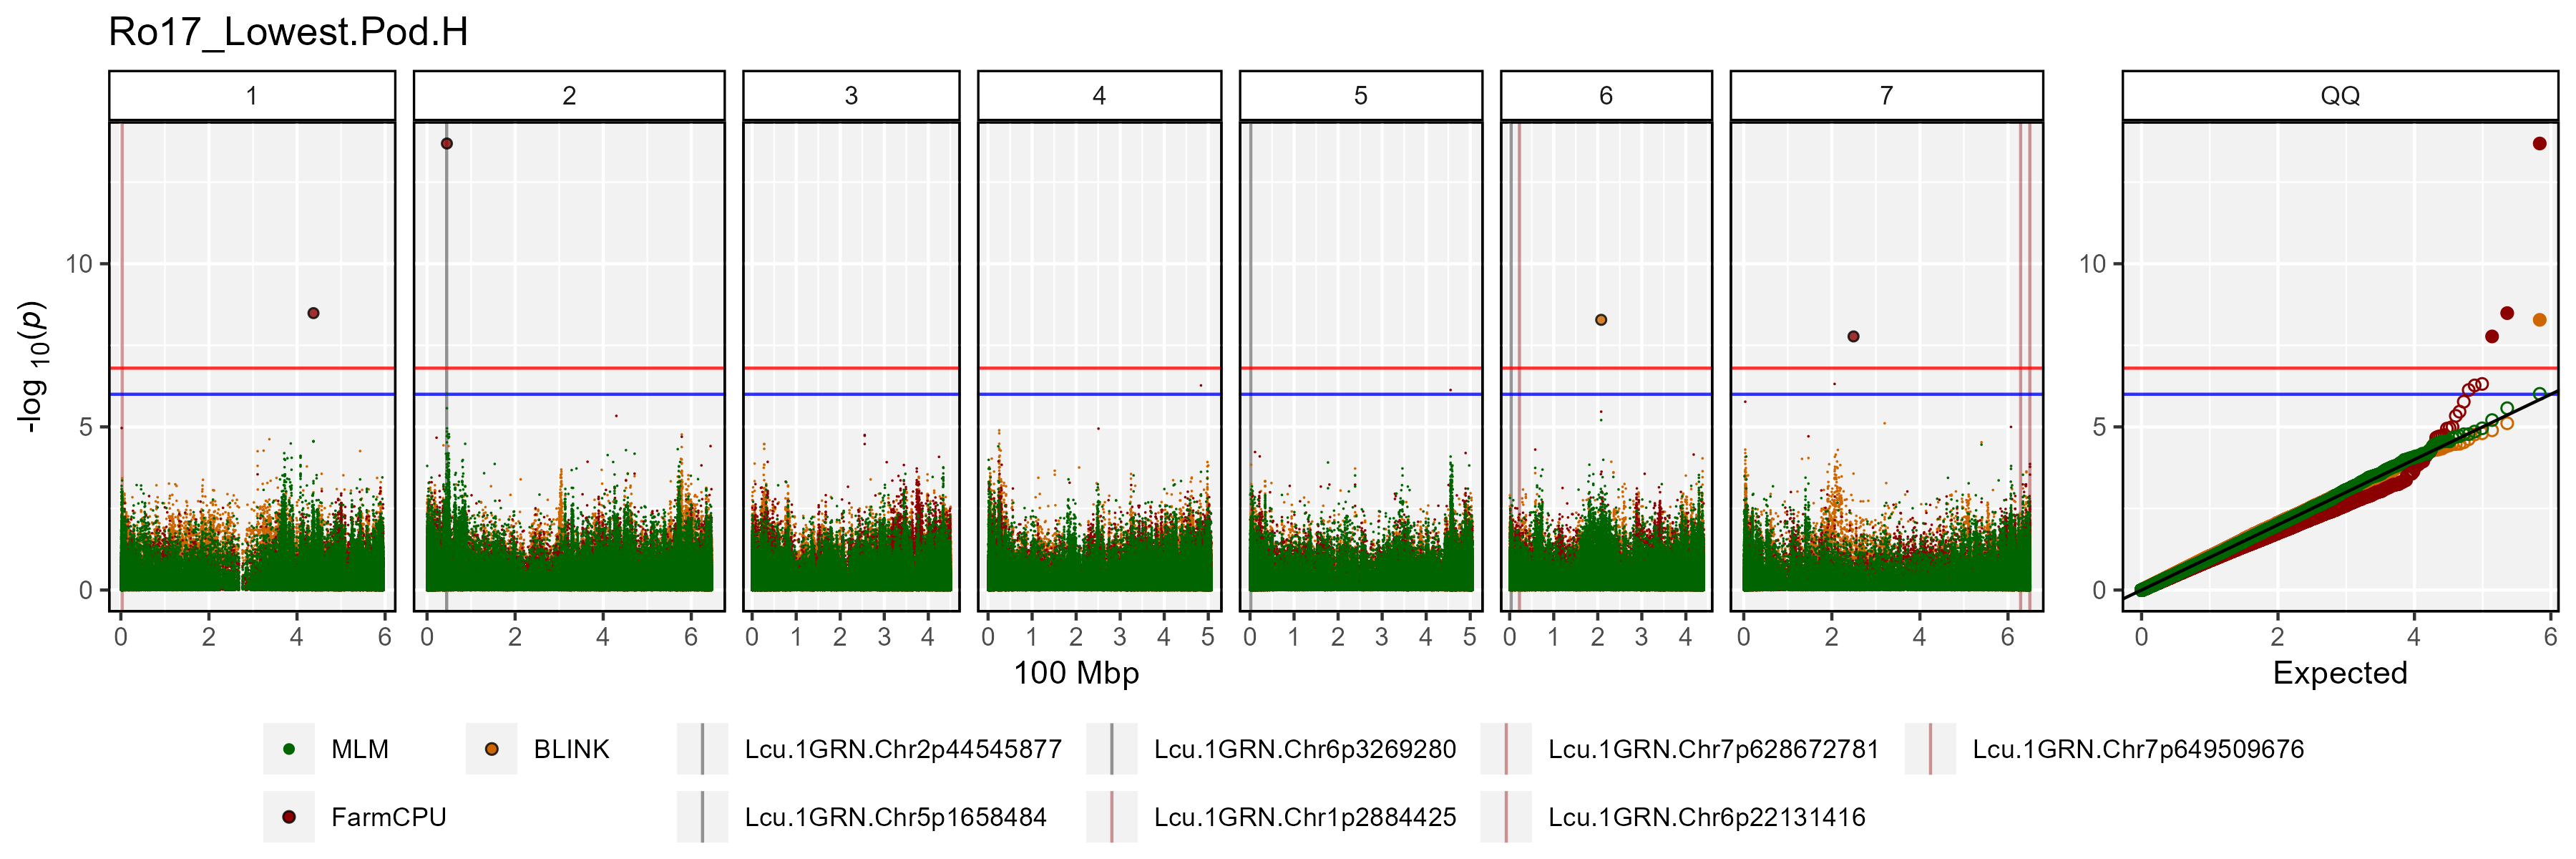 Ro17_Lowest.Pod.H
1 2 3 4 5 6 7 QQ
-log 10(p)
10 10
5 5
0 0
0 2 4 6 0 2 4 6 0 1 2 3 4 0 1 2 3 4 5 0 1 2 3 4 5 0 1 2 3 4 0 2 4 6 0 2 4 6
100 Mbp Expected
MLM BLINK Lcu.1GRN.Chr2p44545877 Lcu.1GRN.Chr6p3269280 Lcu.1GRN.Chr7p628672781 Lcu.1GRN.Chr7p649509676
FarmCPU Lcu.1GRN.Chr5p1658484 Lcu.1GRN.Chr1p2884425 Lcu.1GRN.Chr6p22131416